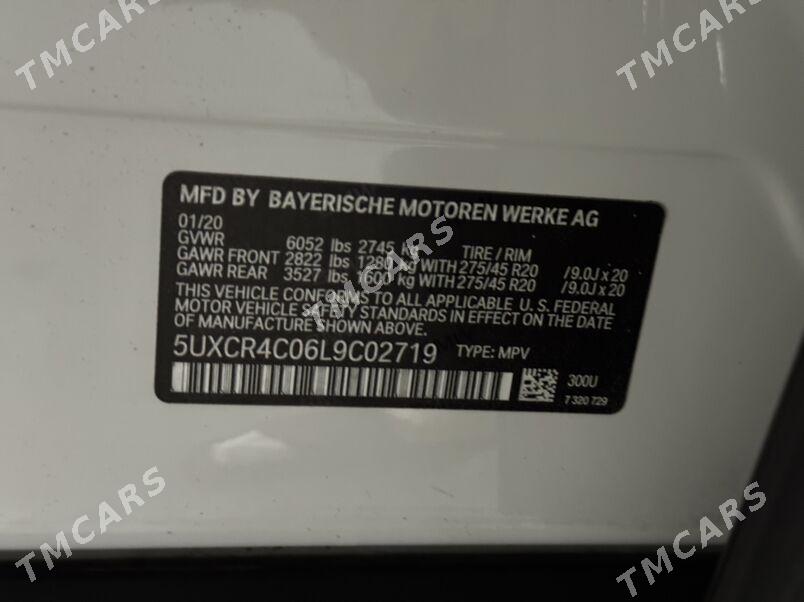 TMCARS
TMCARS
MFD BY BAYERISCHE MOTOREN WERKE AG
01/20
GVWR 6052 lbs 2745 kg TIRE / RIM
GAWR FRONT 2822 lbs 1280 kg WITH 275/45 R20 /9.0J x 20
GAWR REAR 3527 lbs 1600 kg WITH 275/45 R20 /9.0J x 20
THIS VEHICLE CONFORMS TO ALL APPLICABLE U.S. FEDERAL
MOTOR VEHICLE SAFETY STANDARDS IN EFFECT ON THE DATE
OF MANUFACTURE SHOWN ABOVE.
TMCARS
5UXCR4C06L9C02719 TYPE: MPV
300U
7 320 729
TMCARS
TMCARS